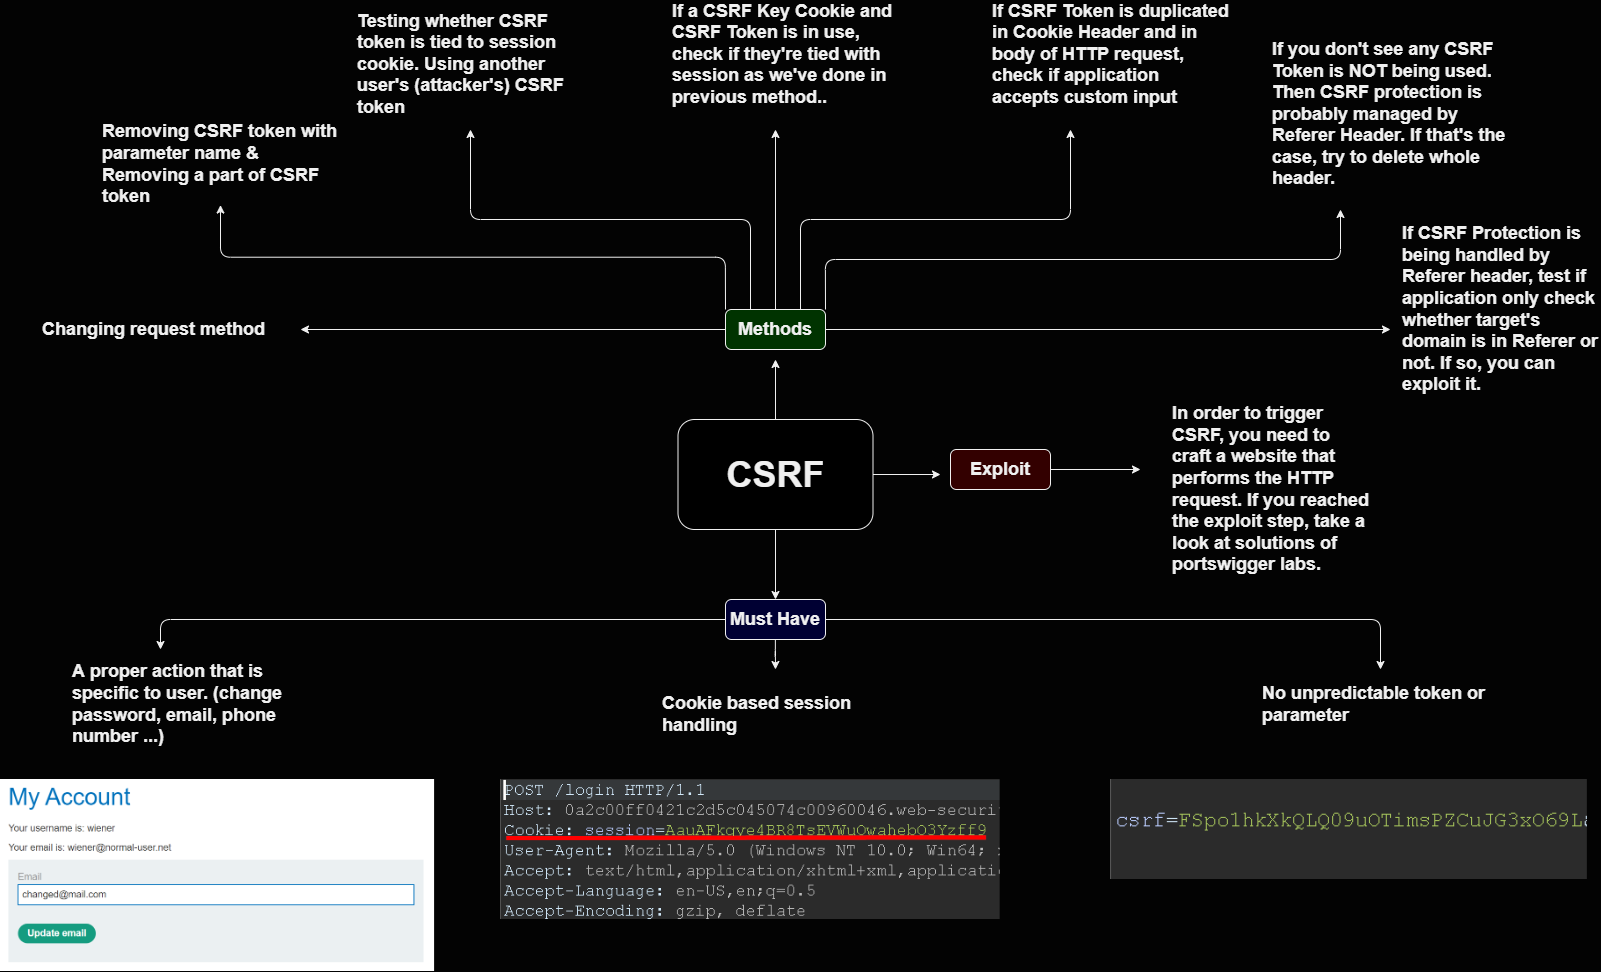 Testing whether CSRF
token is tied to session
cookie. Using another
user's (attacker's) CSRF
token
If a CSRF Key Cookie and
CSRF Token is in use,
check if they're tied with
session as we've done in
previous method..
If CSRF Token is duplicated
in Cookie Header and in
body of HTTP request,
check if application
accepts custom input
If you don't see any CSRF
Token is NOT being used.
Then CSRF protection is
probably managed by
Referer Header. If that's the
case, try to delete whole
header.
Removing CSRF token with
parameter name &
Removing a part of CSRF
token
If CSRF Protection is
being handled by
Referer header, test if
application only check
whether target's
domain is in Referer or
not. If so, you can
exploit it.
Changing request method
Methods
CSRF
Exploit
In order to trigger
CSRF, you need to
craft a website that
performs the HTTP
request. If you reached
the exploit step, take a
look at solutions of
portswigger labs.
Must Have
A proper action that is
specific to user. (change
password, email, phone
number ...)
Cookie based session
handling
No unpredictable token or
parameter
My Account
Your username is: wiener
Your email is: wiener@normal-user.net
Email
changed@mail.com
Update email
POST /login HTTP/1.1
Host: 0a2c00ff0421c2d5c045074c00960046.web-securi
Cookie: session=
User-Agent: Mozilla/5.0 (Windows NT 10.0; Win64;
Accept: text/html,application/xhtml+xml,applicati
Accept-Language: en-US,en;q=0.5
Accept-Encoding: gzip, deflate
csrf=FSpo1hkXkQLQ09uOTimsPZCuJG3xO69L&